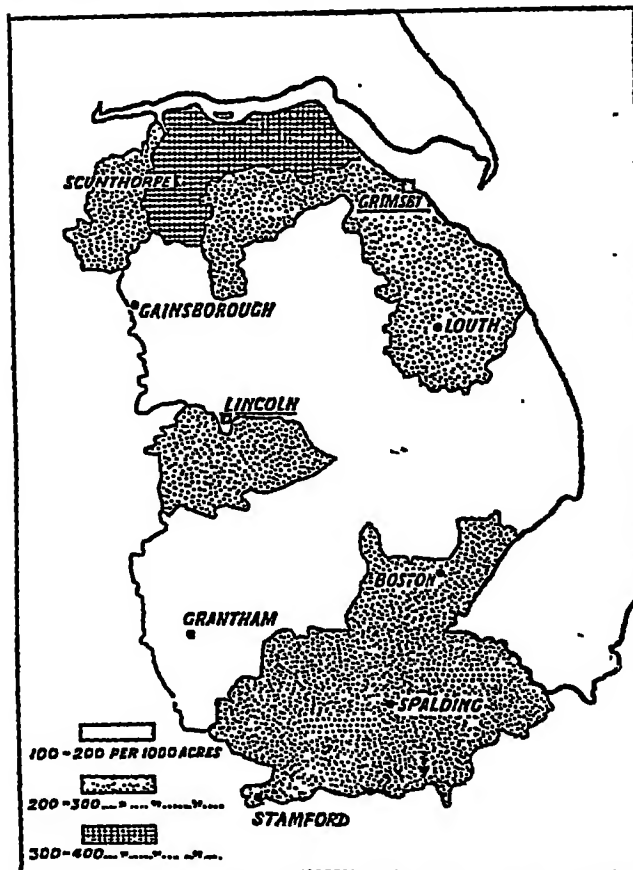 SCUNTHORPE
GRIMSBY
GAINSBOROUGH
LOUTH
LINCOLN
BOSTON
GRANTHAM
SPALDING
100-200 PER 1000 ACRES
200-300 „ „ „
STAMFORD
300-400 „ „ „